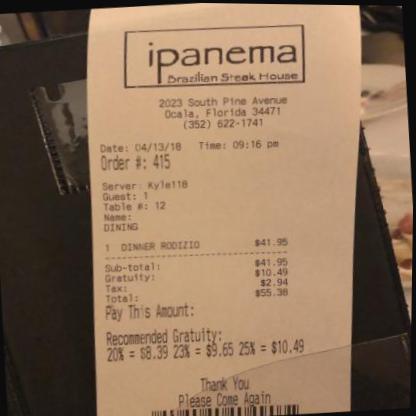 ipanema
Brazilian Steak House
2023 South Pine Avenue
Ocala, Florida 34471
(352) 622-1741
Date: 04/13/18 Time: 09:16 pm
Order #: 415
Server: Kyle118
Guest: 1
Table #: 12
Name:
DINING
1 DINNER RODIZIO $41.95
Sub-total: $41.95
Gratuity: $10.49
Tax: $2.94
Total: $55.38
Pay This Amount:
Recommended Gratuity:
20% = $8.39 23% = $9.65 25% = $10.49
Thank You
Please Come Again